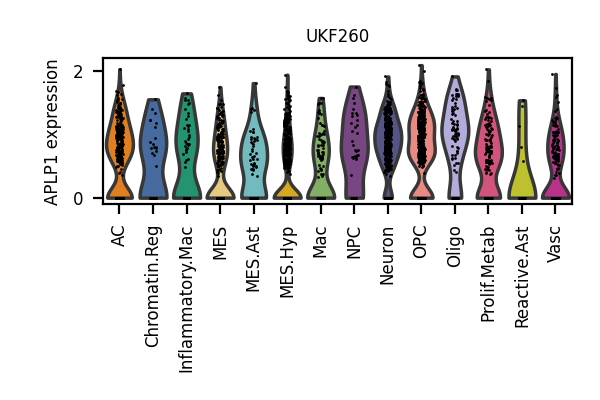 UKF260
APLP1 expression
2
0
AC
Chromatin.Reg
Inflammatory.Mac
MES
MES.Ast
MES.Hyp
Mac
NPC
Neuron
OPC
Oligo
Prolif.Metab
Reactive.Ast
Vasc